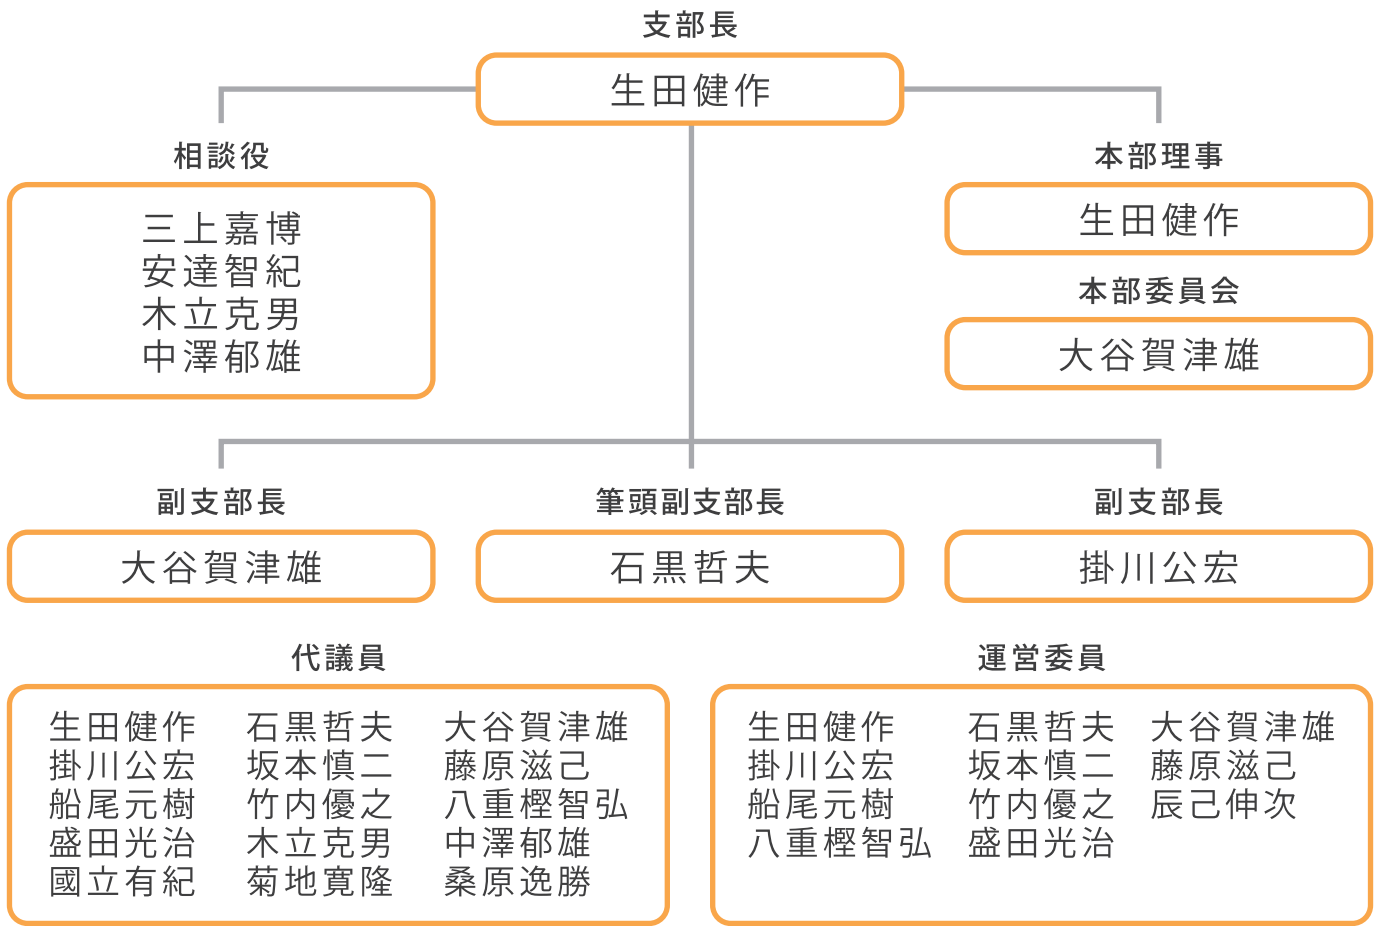 支部長
生田健作
相談役
三上嘉博
安達智紀
木立克男
中澤郁雄
本部理事
生田健作
本部委員会
大谷賀津雄
副支部長
大谷賀津雄
筆頭副支部長
石黒哲夫
副支部長
掛川公宏
代議員
生田健作 石黒哲夫 大谷賀津雄
掛川公宏 坂本慎二 藤原滋己
船尾元樹 竹内優之 八重樫智弘
盛田光治 木立克男 中澤郁雄
國立有紀 菊地寛隆 桑原逸勝
運営委員
生田健作 石黒哲夫 大谷賀津雄
掛川公宏 坂本慎二 藤原滋己
船尾元樹 竹内優之 辰己伸次
八重樫智弘 盛田光治